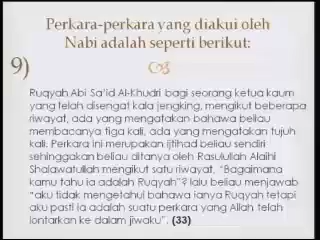 Perkara-perkara yang diakui oleh
Nabi adalah seperti berikut:
9)
Ruqyah Abi Sa'id Al-Khudri bagi seorang ketua kaum
yang telah disengat kala jengking, mengikut beberapa
riwayat, ada yang mengatakan bahawa beliau
membacanya tiga kali, ada yang mengatakan tujuh
kali. Perkara ini merupakan ijtihad beliau sendiri
sehinggakan beliau ditanya oleh Rasulullah Alaihi
Shalawatullah mengikut satu riwayat, "Bagaimana
kamu tahu ia adalah Ruqyah"? lalu beliau menjawab
"aku tidak mengetahui bahawa ianya Ruqyah tetapi
aku pasti ia adalah suatu perkara yang Allah telah
lontarkan ke dalam jiwaku". (33)